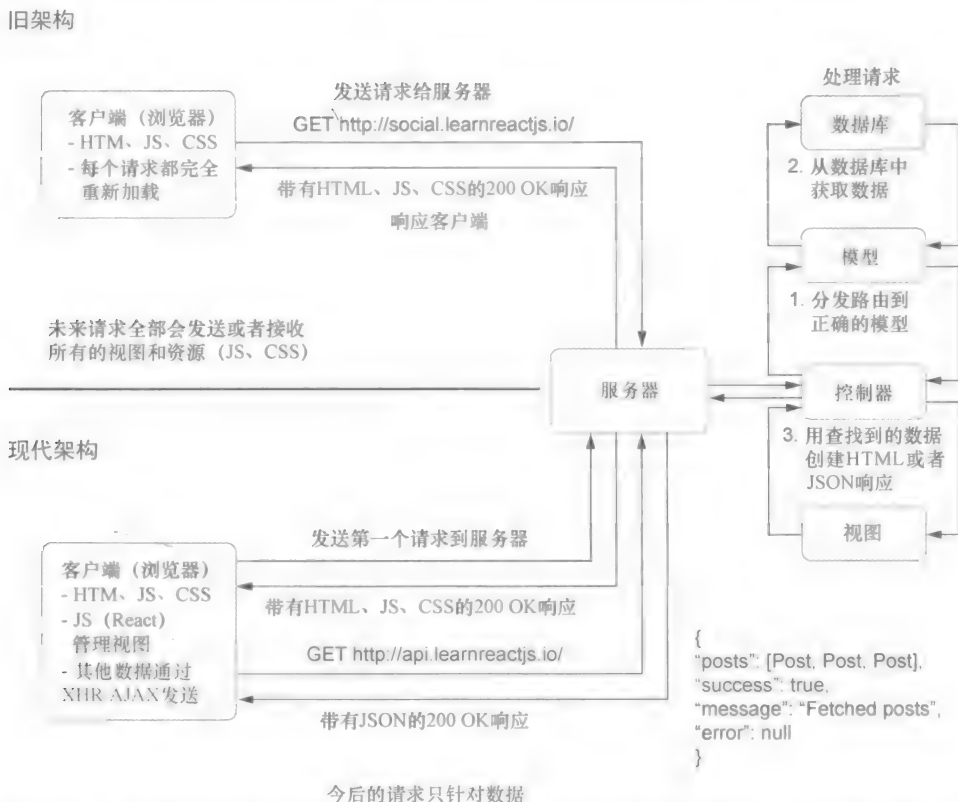 旧架构
客户端（浏览器）
- HTM、JS、CSS
- 每个请求都完全
重新加载
发送请求给服务器
GET http://social.learnreactjs.io/
带有HTML、JS、CSS的200 OK响应
响应客户端
处理请求
数据库
2. 从数据库中
获取数据
模型
1. 分发路由到
正确的模型
未来请求全部会发送或者接收
所有的视图和资源（JS、CSS）
服务器
控制器
3. 用查找到的数据
创建HTML或者
JSON响应
视图
现代架构
客户端（浏览器）
- HTM、JS、CSS
- JS（React）
管理视图
- 其他数据通过
XHR AJAX发送
发送第一个请求到服务器
带有HTML、JS、CSS的200 OK响应
GET http://api.learnreactjs.io/
带有JSON的200 OK响应
{
“posts”: [Post, Post, Post],
“success”: true,
“message”: “Fetched posts”,
“error”: null
}
今后的请求只针对数据